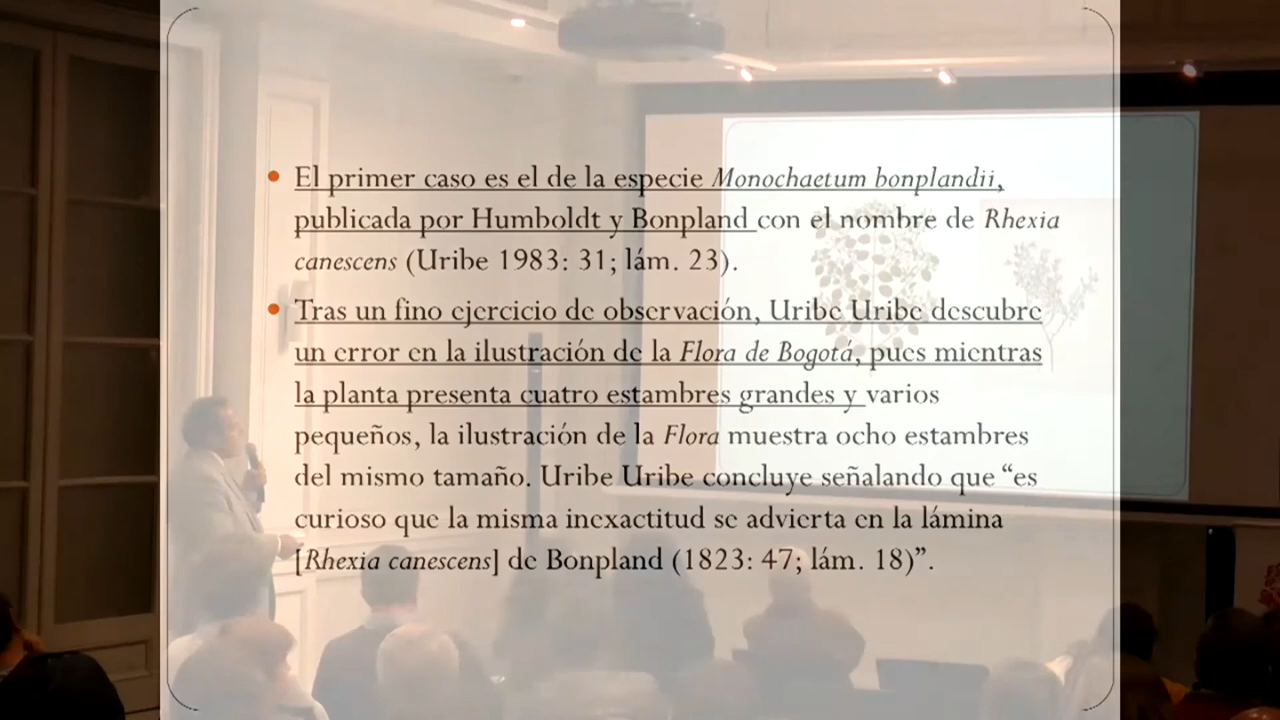 • El primer caso es el de la especie Monochaetum bonplandii,
publicada por Humboldt y Bonpland con el nombre de Rhexia
canescens (Uribe 1983: 31; lám. 23).
• Tras un fino ejercicio de observación, Uribe Uribe descubre
un error en la ilustración de la Flora de Bogotá, pues mientras
la planta presenta cuatro estambres grandes y varios
pequeños, la ilustración de la Flora muestra ocho estambres
del mismo tamaño. Uribe Uribe concluye señalando que “es
curioso que la misma inexactitud se advierta en la lámina
[Rhexia canescens] de Bonpland (1823: 47; lám. 18)”.